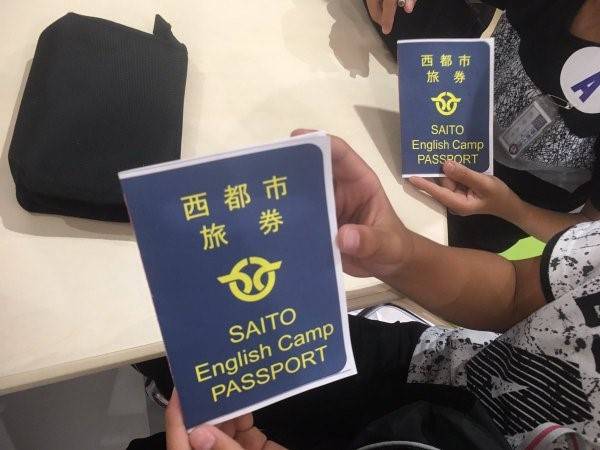 西都市
旅券
SAITO
English Camp
PASSPORT
西都市
旅券
SAITO
English Camp
PASSPORT
A